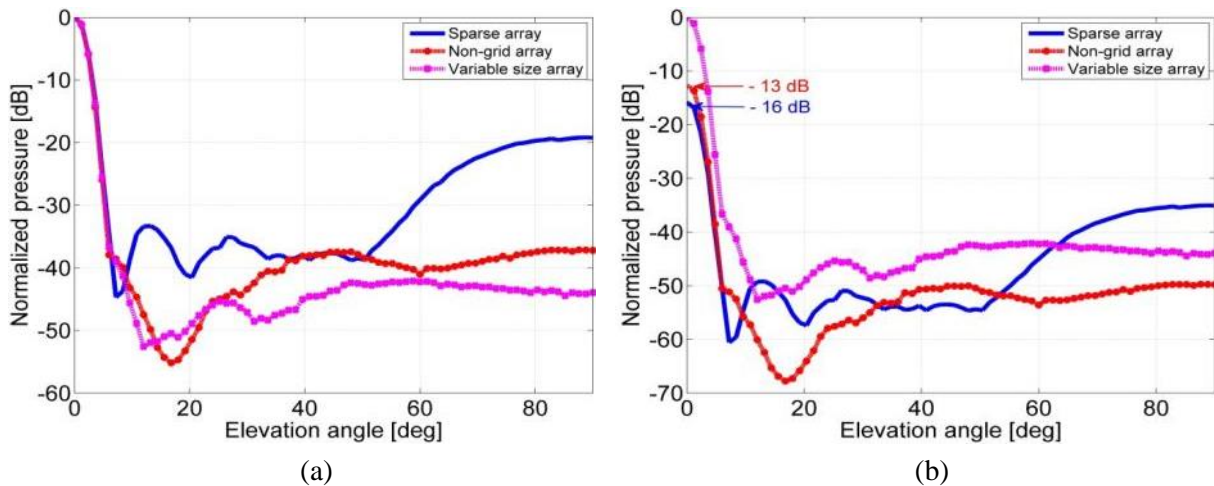 Normalized pressure [dB]
0
-10
-20
-30
-40
-50
-60
0
20
40
60
80
Elevation angle [deg]
Sparse array
Non-grid array
Variable size array
(a)
Normalized pressure [dB]
0
-10
-20
-30
-40
-50
-60
-70
0
20
40
60
80
Elevation angle [deg]
Sparse array
Non-grid array
Variable size array
- 13 dB
- 16 dB
(b)